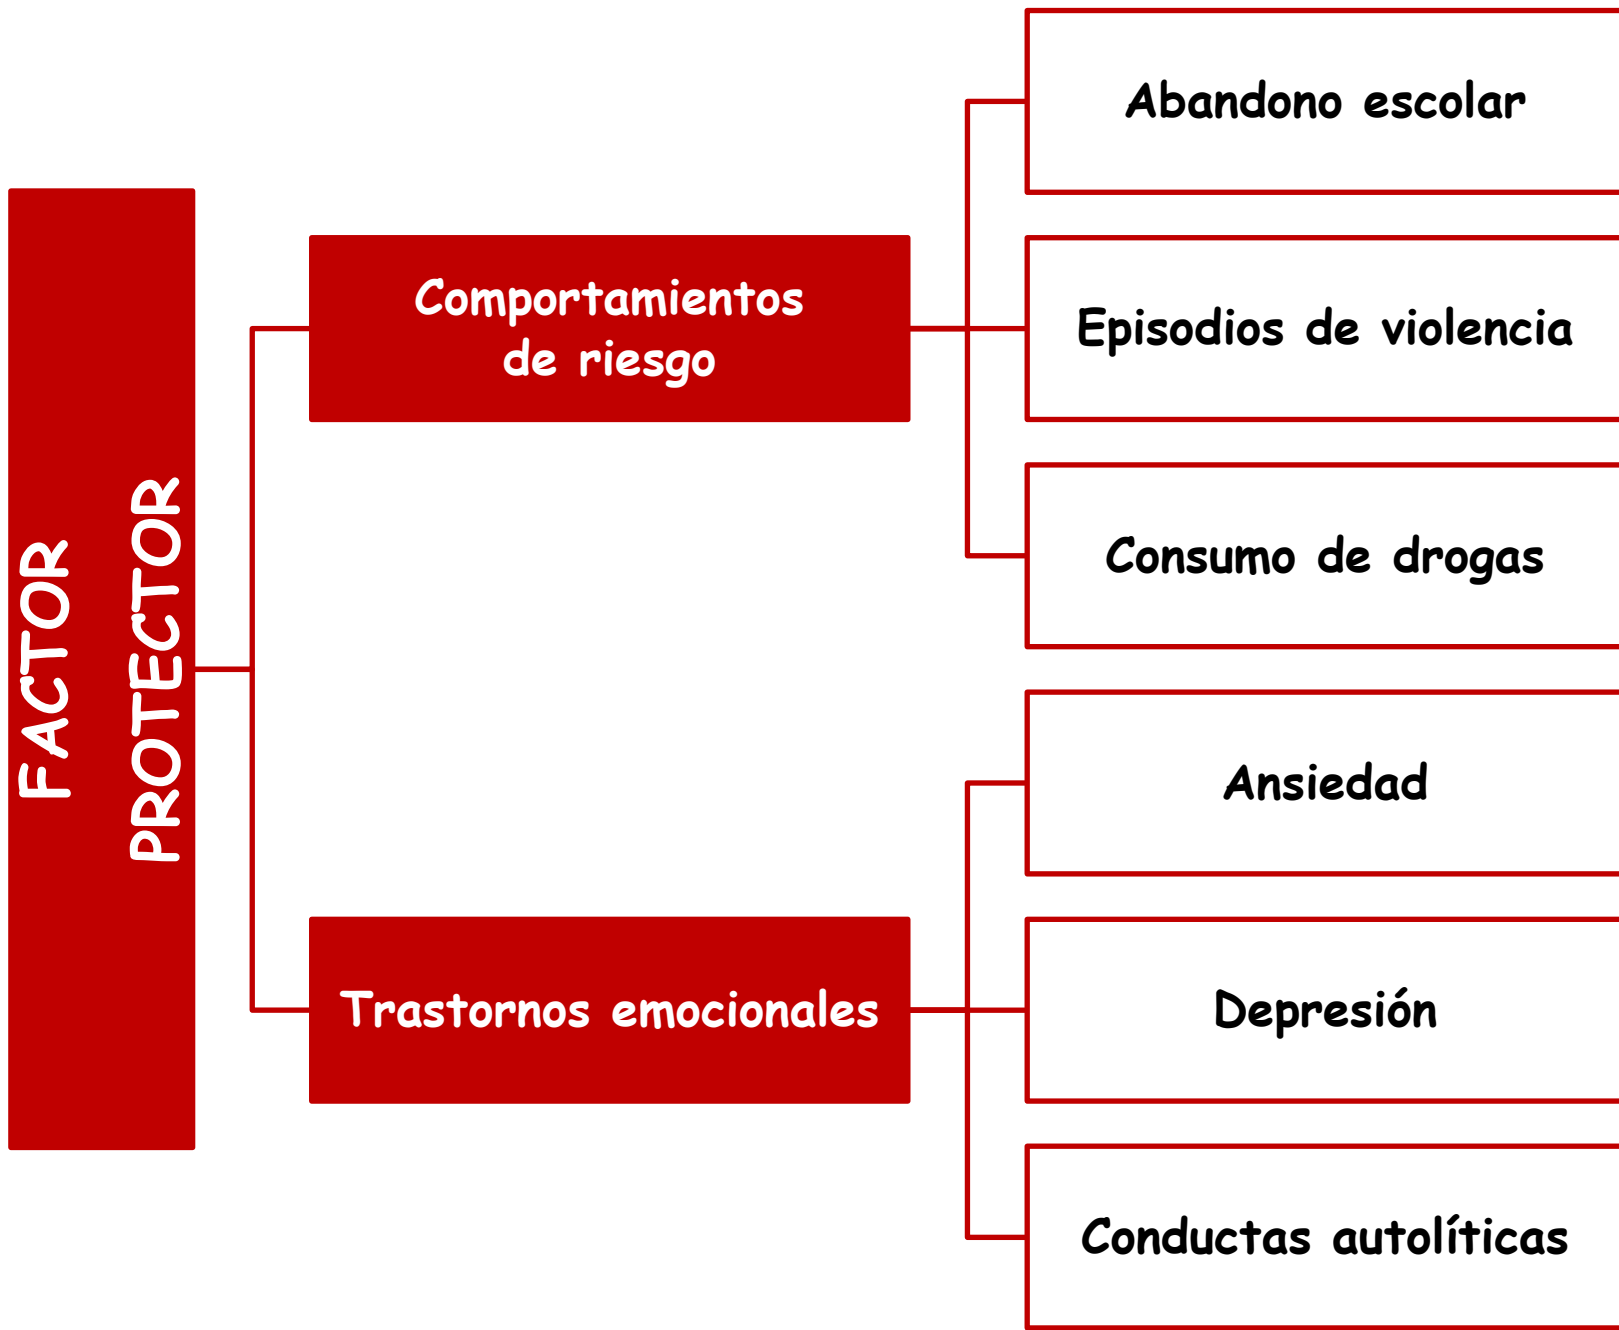 FACTOR
PROTECTOR
Comportamientos
de riesgo
Abandono escolar
Episodios de violencia
Consumo de drogas
Trastornos emocionales
Ansiedad
Depresión
Conductas autolíticas